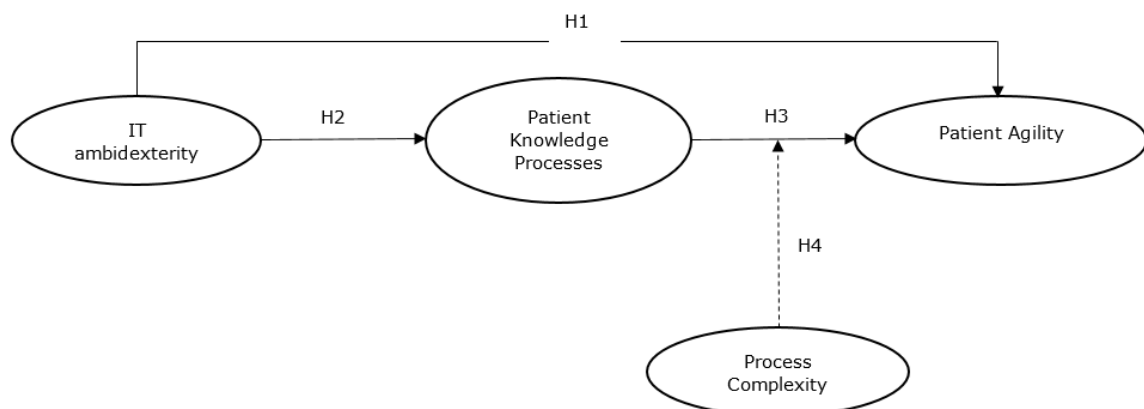 H1
IT
ambidexterity
H2
Patient
Knowledge
Processes
H3
Patient Agility
H4
Process
Complexity